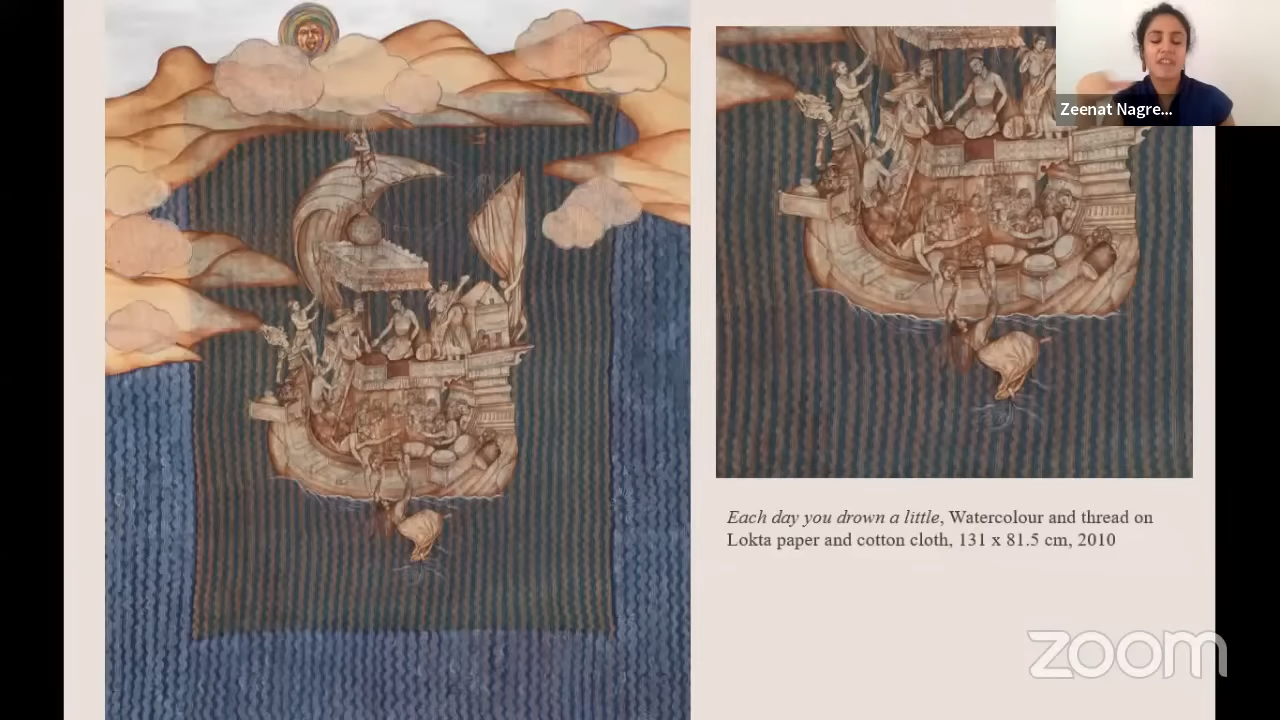 Zeenat Nagre...
Each day you drown a little, Watercolour and thread on
Lokta paper and cotton cloth, 131 x 81.5 cm, 2010
zoom